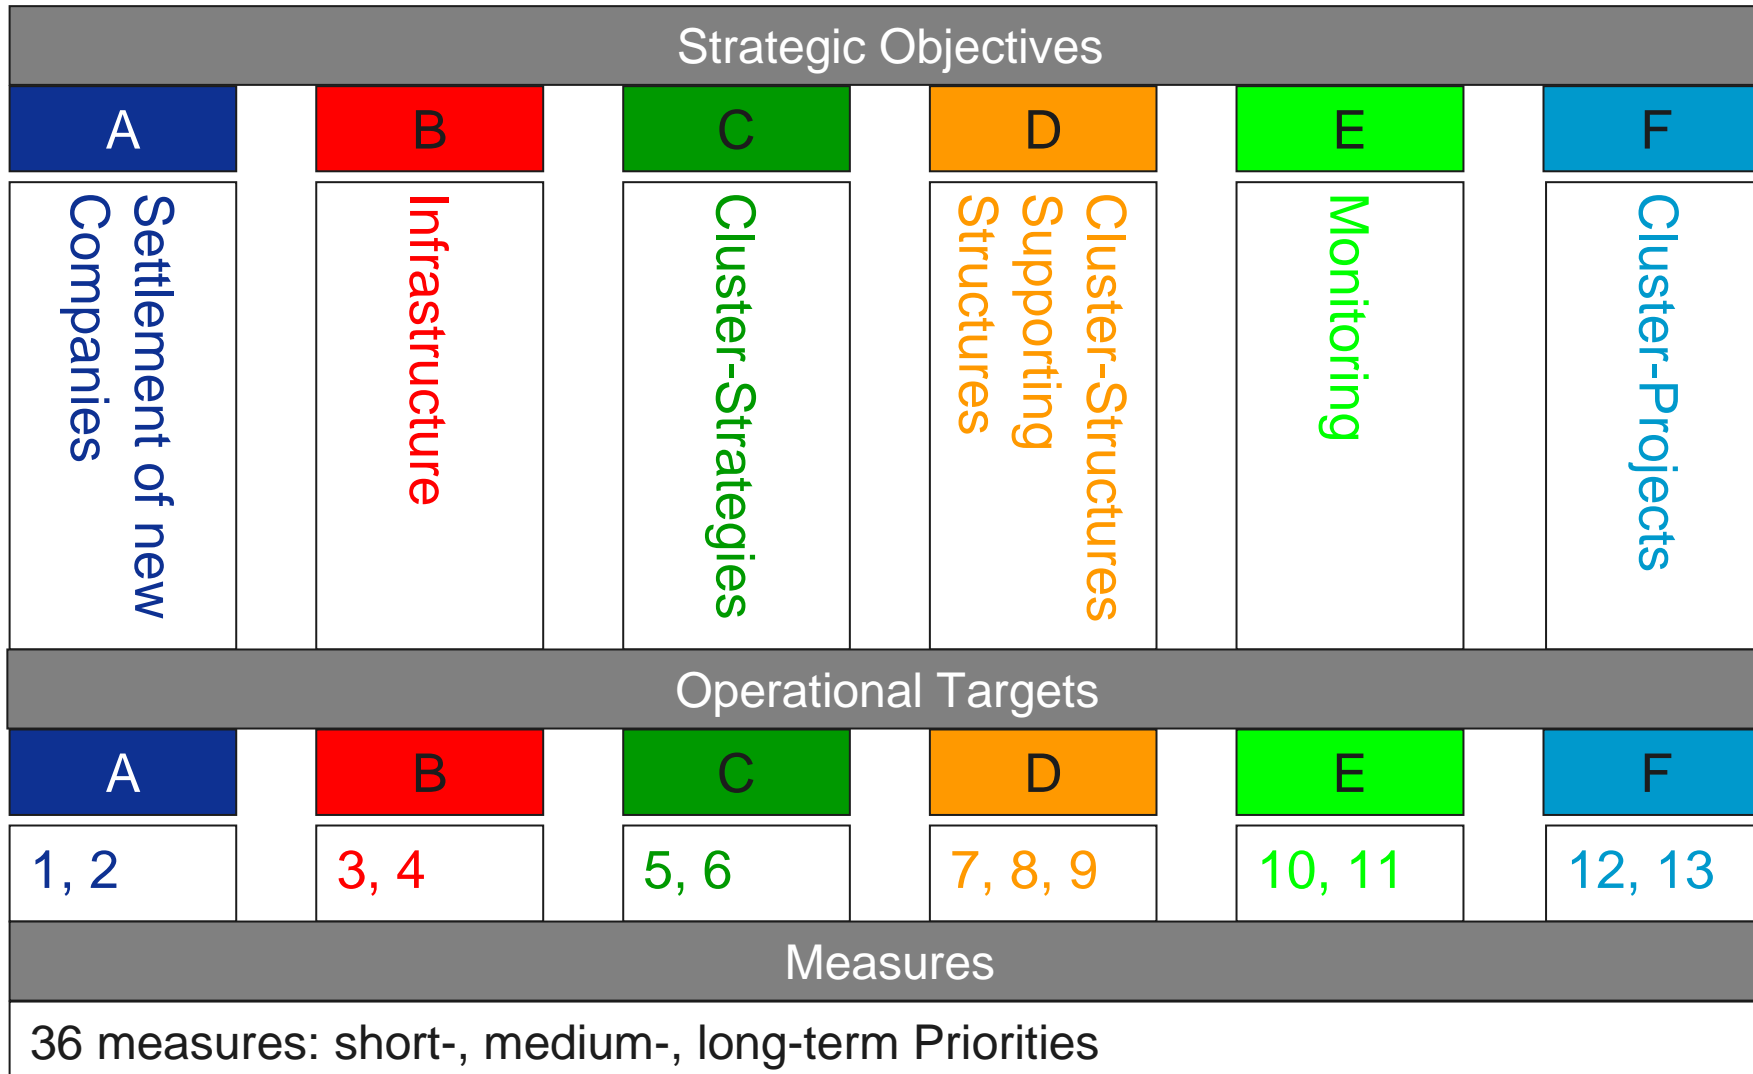 Strategic Objectives
A
B
C
D
E
F
Settlement of new
Companies
Infrastructure
Cluster-Strategies
Cluster-Structures
Supporting
Structures
Monitoring
Cluster-Projects
Operational Targets
A
B
C
D
E
F
1, 2
3, 4
5, 6
7, 8, 9
10, 11
12, 13
Measures
36 measures: short-, medium-, long-term Priorities